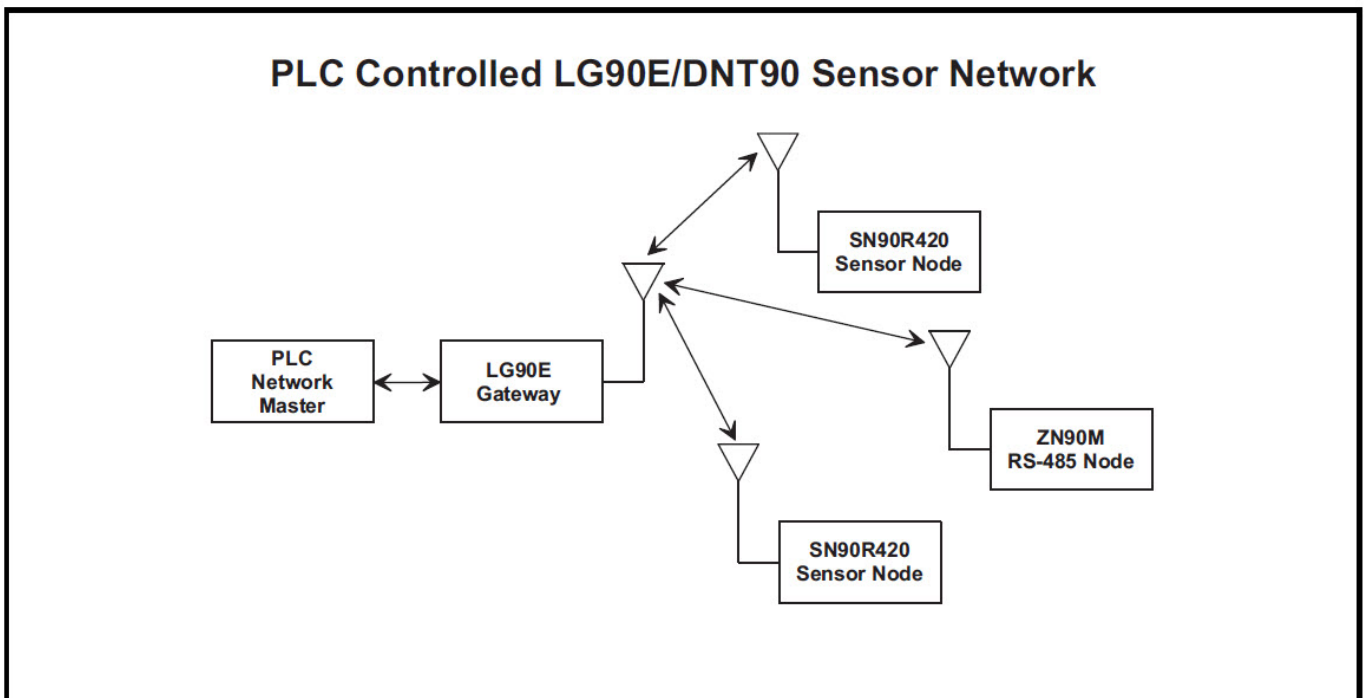 PLC Controlled LG90E/DNT90 Sensor Network
SN90R420
Sensor Node
PLC
Network
Master
LG90E
Gateway
ZN90M
RS-485 Node
SN90R420
Sensor Node